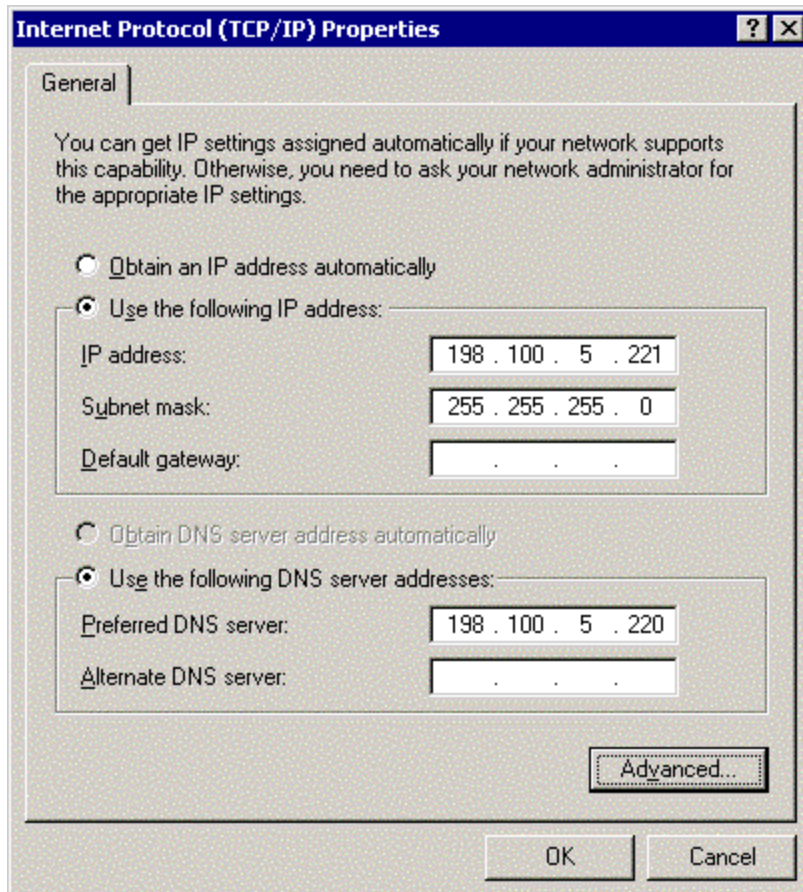 Internet Protocol (TCP/IP) Properties
General
You can get IP settings assigned automatically if your network supports
this capability. Otherwise, you need to ask your network administrator for
the appropriate IP settings.
Obtain an IP address automatically
Use the following IP address:
IP address: 198 . 100 . 5 . 221
Subnet mask: 255 . 255 . 255 . 0
Default gateway: . . .
Obtain DNS server address automatically
Use the following DNS server addresses:
Preferred DNS server: 198 . 100 . 5 . 220
Alternate DNS server: . . .
Advanced...
OK Cancel